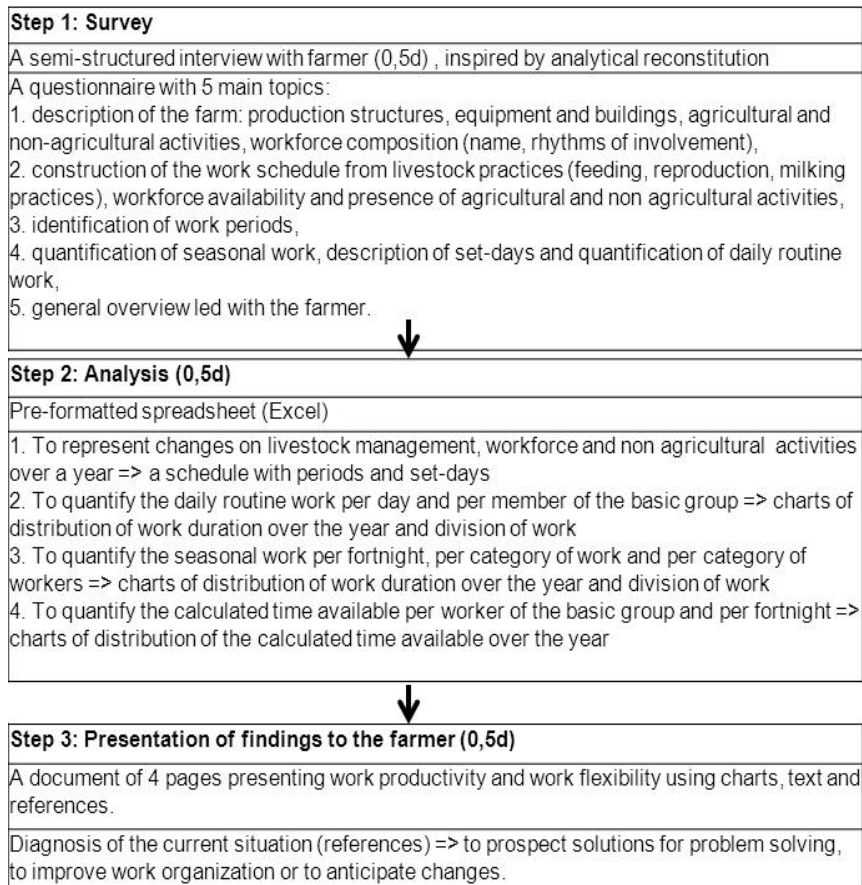 Step 1: Survey
A semi-structured interview with farmer (0,5d) , inspired by analytical reconstitution
A questionnaire with 5 main topics:
1. description of the farm: production structures, equipment and buildings, agricultural and
non-agricultural activities, workforce composition (name, rhythms of involvement),
2. construction of the work schedule from livestock practices (feeding, reproduction, milking
practices), workforce availability and presence of agricultural and non agricultural activities,
3. identification of work periods,
4. quantification of seasonal work, description of set-days and quantification of daily routine
work,
5. general overview led with the farmer.
Step 2: Analysis (0,5d)
Pre-formatted spreadsheet (Excel)
1. To represent changes on livestock management, workforce and non agricultural activities
over a year => a schedule with periods and set-days
2. To quantify the daily routine work per day and per member of the basic group => charts of
distribution of work duration over the year and division of work
3. To quantify the seasonal work per fortnight, per category of work and per category of
workers => charts of distribution of work duration over the year and division of work
4. To quantify the calculated time available per worker of the basic group and per fortnight =>
charts of distribution of the calculated time available over the year
Step 3: Presentation of findings to the farmer (0,5d)
A document of 4 pages presenting work productivity and work flexibility using charts, text and
references.
Diagnosis of the current situation (references) => to prospect solutions for problem solving,
to improve work organization or to anticipate changes.